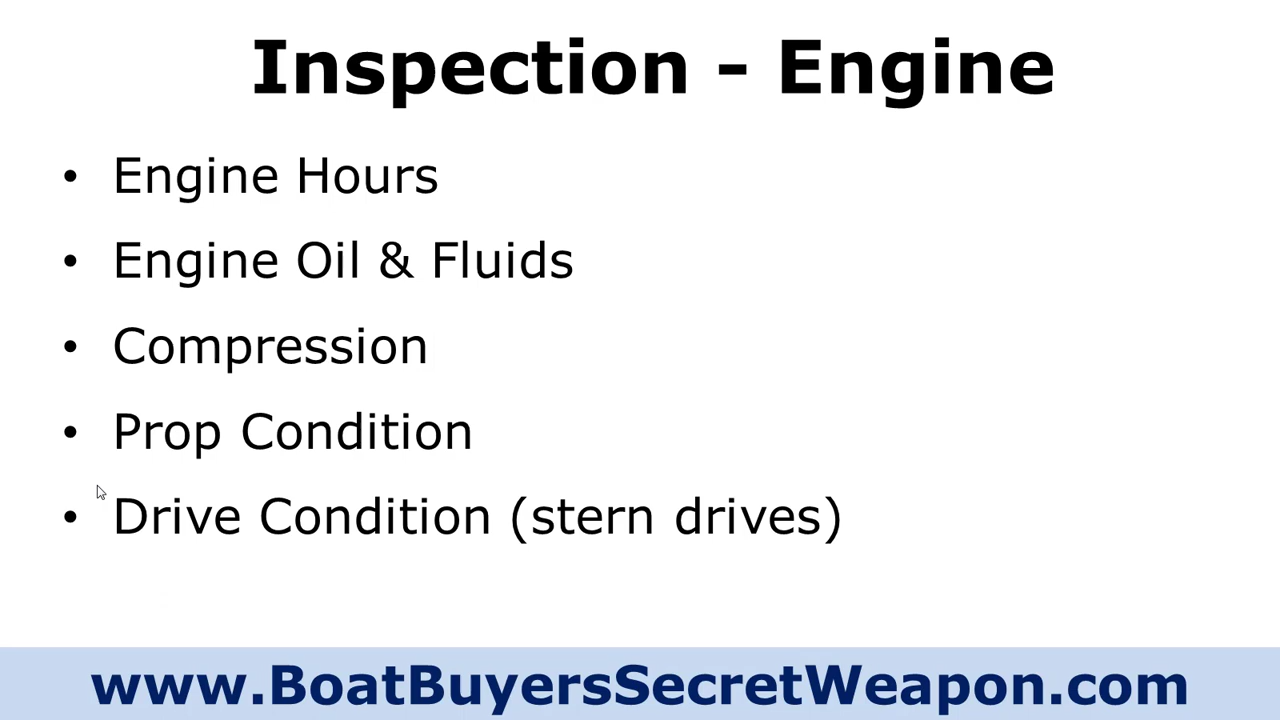 Inspection - Engine
• Engine Hours
• Engine Oil & Fluids
• Compression
• Prop Condition
• Drive Condition (stern drives)
www.BoatBuyersSecretWeapon.com